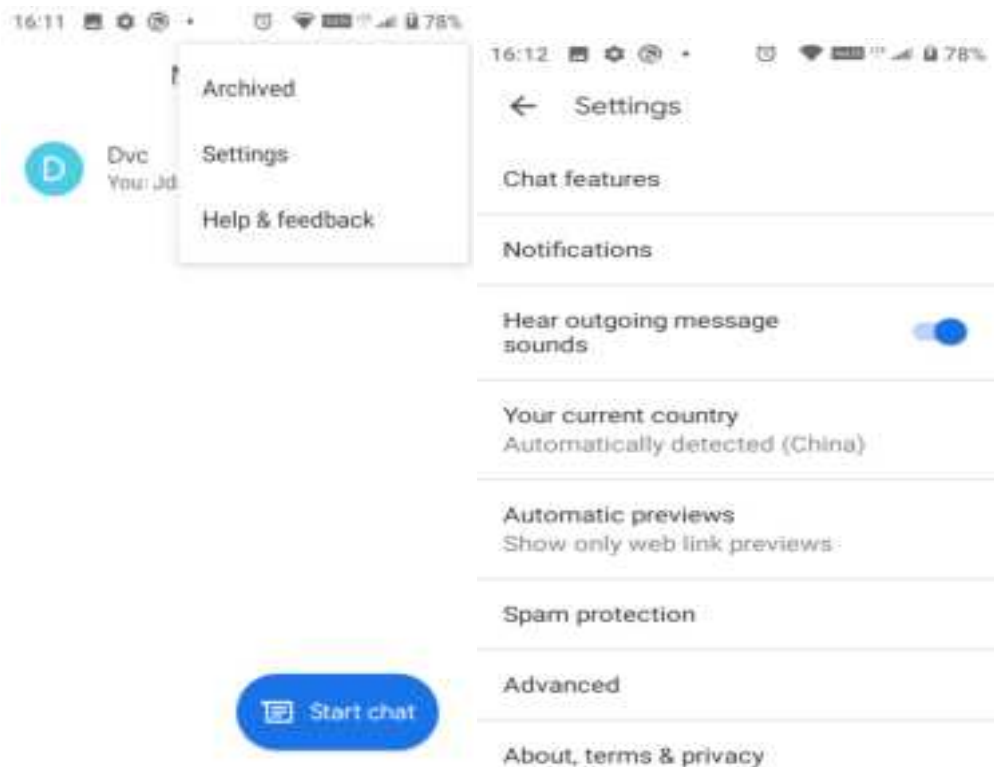 16:11
78%
Archived
D
Dvc
Settings
You: Jd
Help & feedback
Start chat
16:12
78%
Settings
Chat features
Notifications
Hear outgoing message
sounds
Your current country
Automatically detected (China)
Automatic previews
Show only web link previews
Spam protection
Advanced
About, terms & privacy